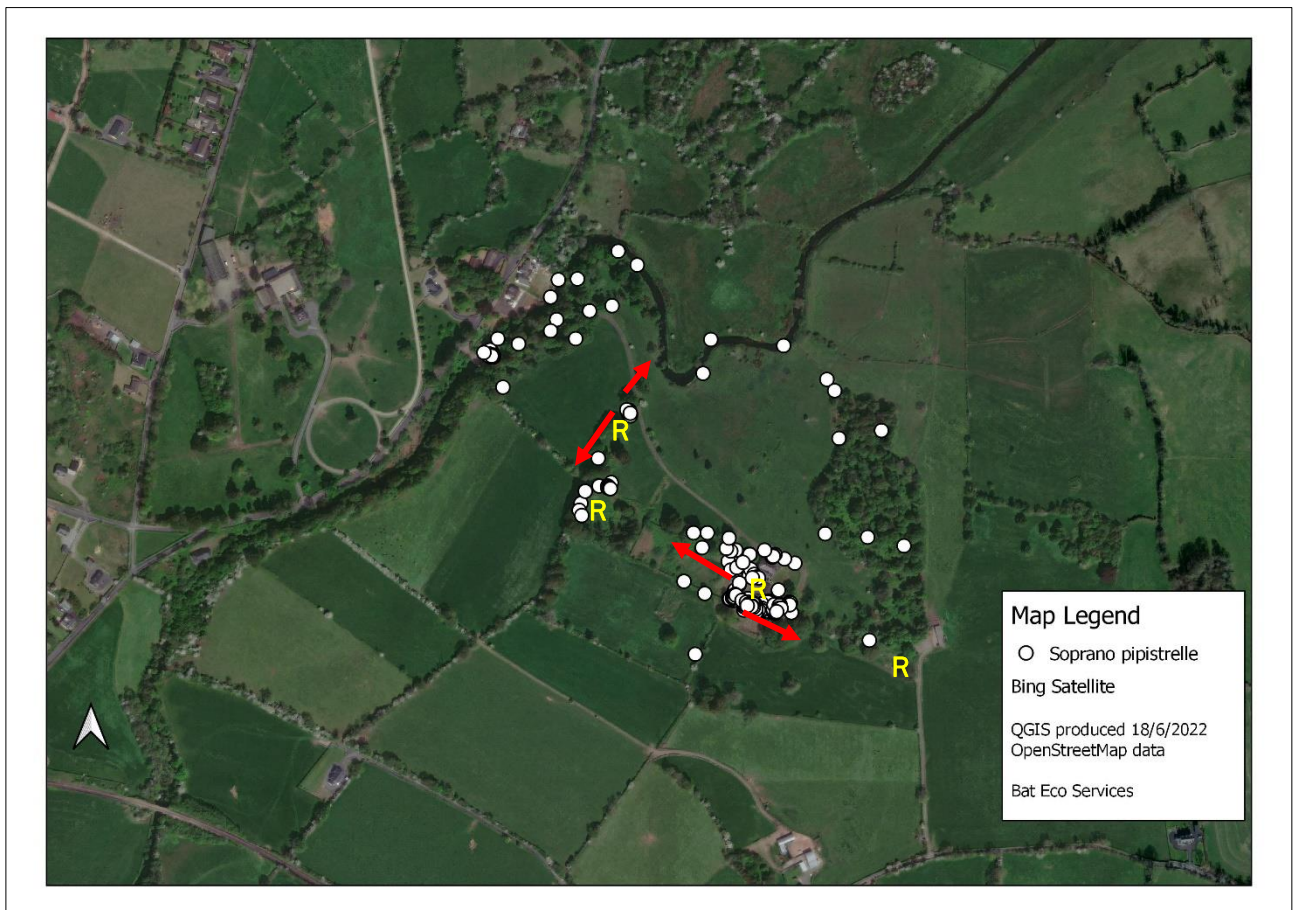 R
R
R
R
Map Legend
Soprano pipistrelle
Bing Satellite
QGIS produced 18/6/2022
OpenStreetMap data
Bat Eco Services